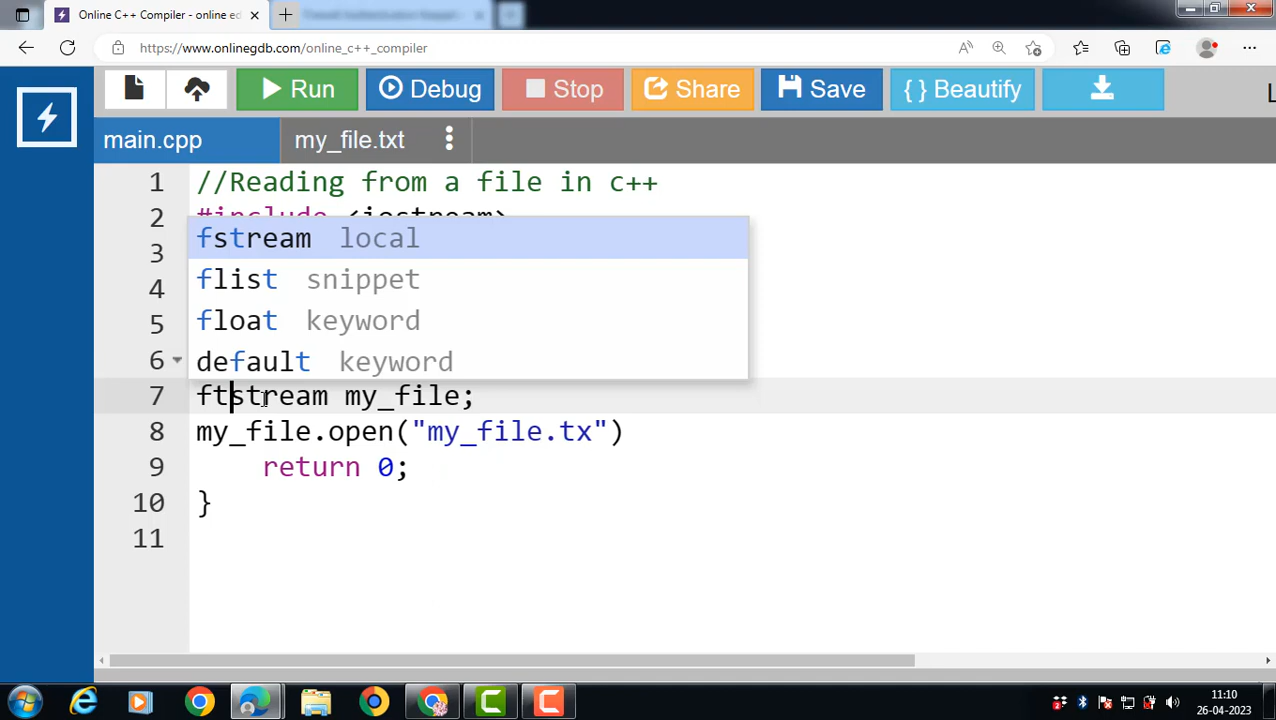 Online C++ Compiler - online ed
https://www.onlinegdb.com/online_c++_compiler
Run
Debug
Stop
Share
Save
{ } Beautify
main.cpp
my_file.txt
1 //Reading from a file in c++
2 #include <iostream>
3
4
5
6
fstream local
flist snippet
float keyword
default keyword
7 ftstream my_file;
8 my_file.open("my_file.tx")
9 return 0;
10 }
11
11:10
26-04-2023